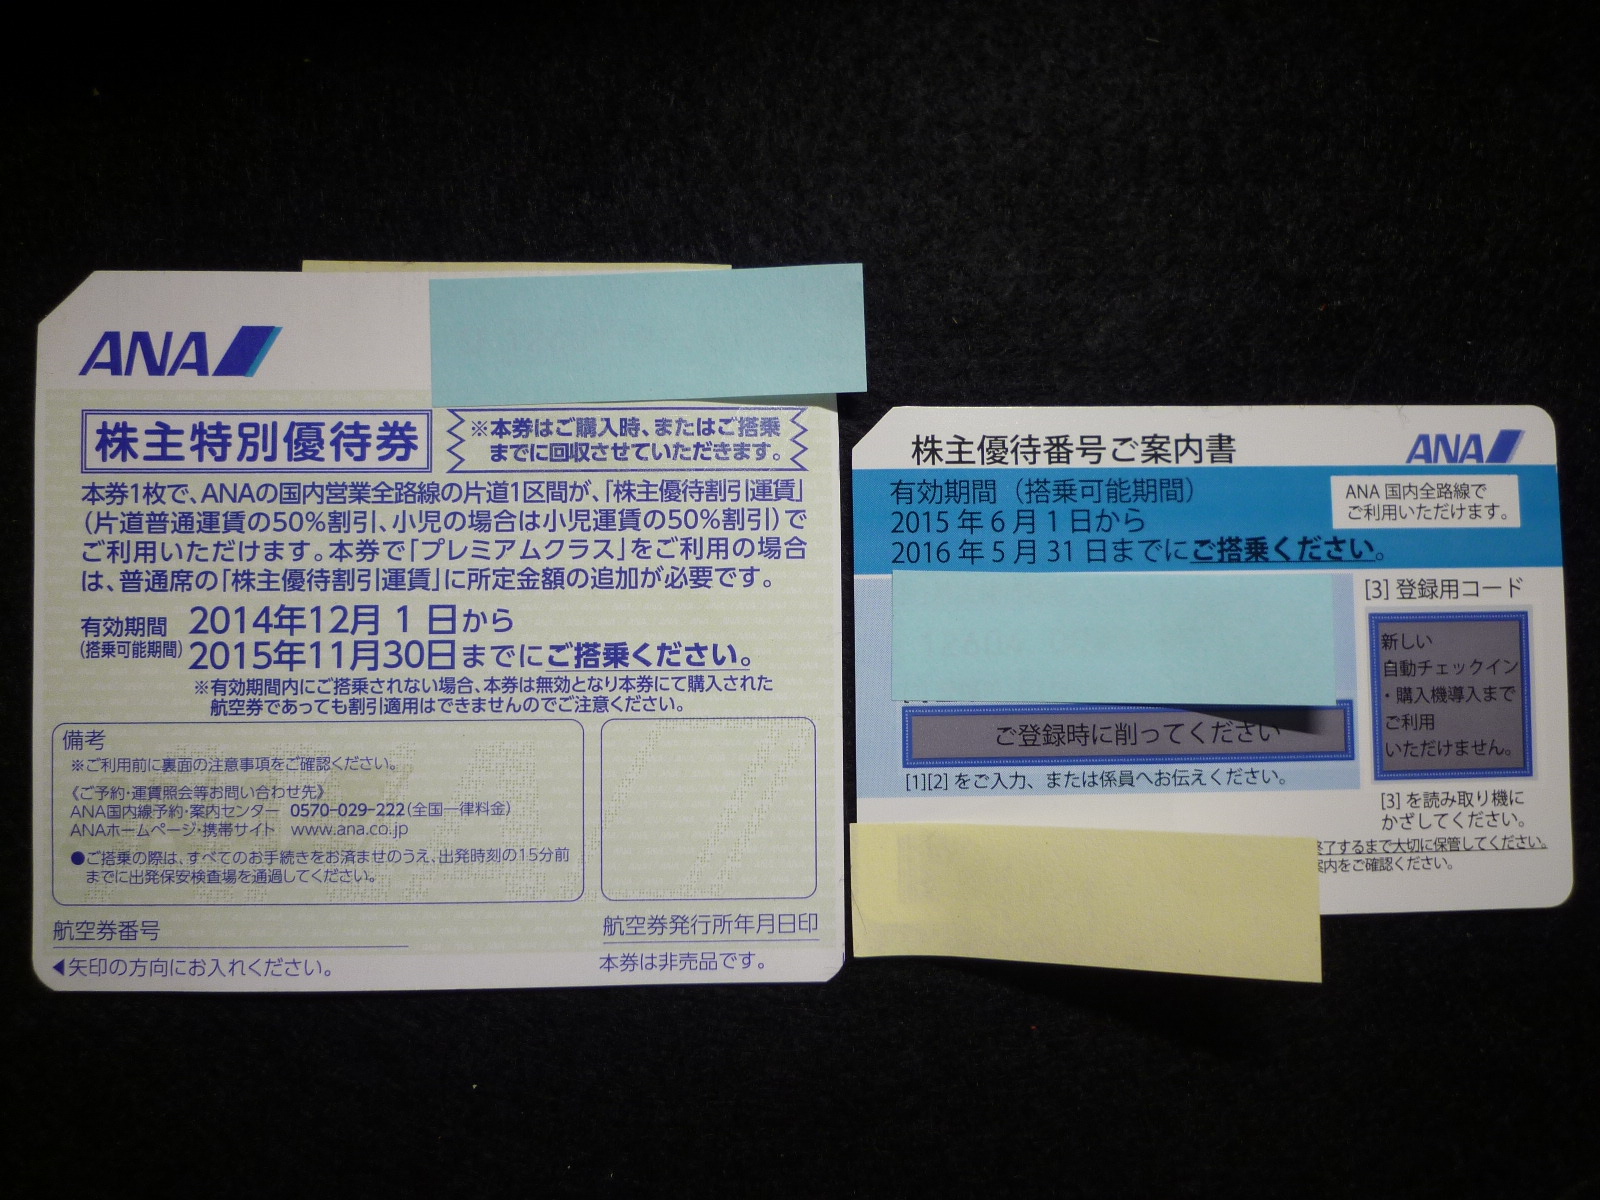 ANA
株主特別優待券
※本券はご購入時、またはご搭乗
までに回収させていただきます。
本券1枚で、ANAの国内営業全路線の片道1区間が、「株主優待割引運賃」
（片道普通運賃の50%割引、小児の場合は小児運賃の50%割引）で
ご利用いただけます。本券で「プレミアムクラス」をご利用の場合
は、普通席の「株主優待割引運賃」に所定金額の追加が必要です。
有効期間
（搭乗可能期間）
2014年12月1日から
2015年11月30日までにご搭乗ください。
※有効期間内にご搭乗されない場合、本券は無効となり本券にて購入された
航空券であっても割引適用はできませんのでご注意ください。
備考
※ご利用前に裏面の注意事項をご確認ください。
《ご予約・運賃照会等お問い合わせ先》
ANA国内線予約・案内センター 0570-029-222（全国一律料金）
ANAホームページ・携帯サイト www.ana.co.jp
●ご搭乗の際は、すべてのお手続きをお済ませのうえ、出発時刻の15分前
までに出発保安検査場を通過してください。
航空券番号
航空券発行所年月日印
◀矢印の方向にお入れください。
本券は非売品です。
株主優待番号ご案内書
ANA
有効期間（搭乗可能期間）
2015年6月1日から
2016年5月31日までにご搭乗ください。
ANA国内全路線で
ご利用いただけます。
[3] 登録用コード
新しい
自動チェックイン
・購入機導入まで
ご利用
いただけません。
ご登録時に削ってください
[1][2] をご入力、または係員へお伝えください。
[3] を読み取り機に
かざしてください。
終了するまで大切に保管してください。
案内をご確認ください。